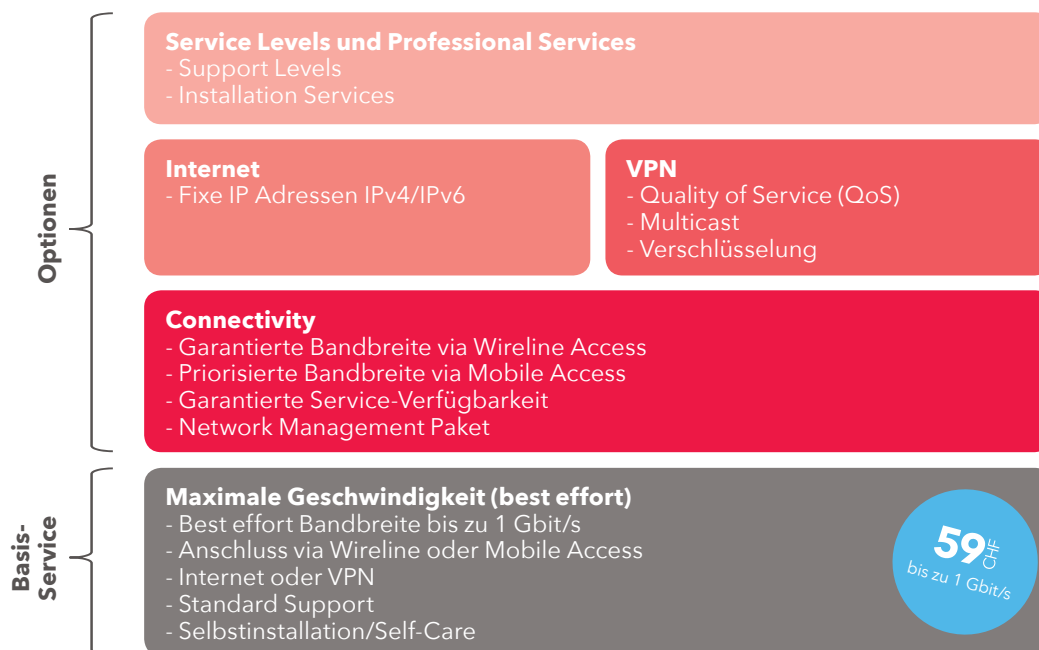 Optionen
Service Levels und Professional Services
- Support Levels
- Installation Services
Internet
- Fixe IP Adressen IPv4/IPv6
VPN
- Quality of Service (QoS)
- Multicast
- Verschlüsselung
Connectivity
- Garantierte Bandbreite via Wireline Access
- Priorisierte Bandbreite via Mobile Access
- Garantierte Service-Verfügbarkeit
- Network Management Paket
Basis-
Service
Maximale Geschwindigkeit (best effort)
- Best effort Bandbreite bis zu 1 Gbit/s
- Anschluss via Wireline oder Mobile Access
- Internet oder VPN
- Standard Support
- Selbstinstallation/Self-Care
59 CHF
bis zu 1 Gbit/s